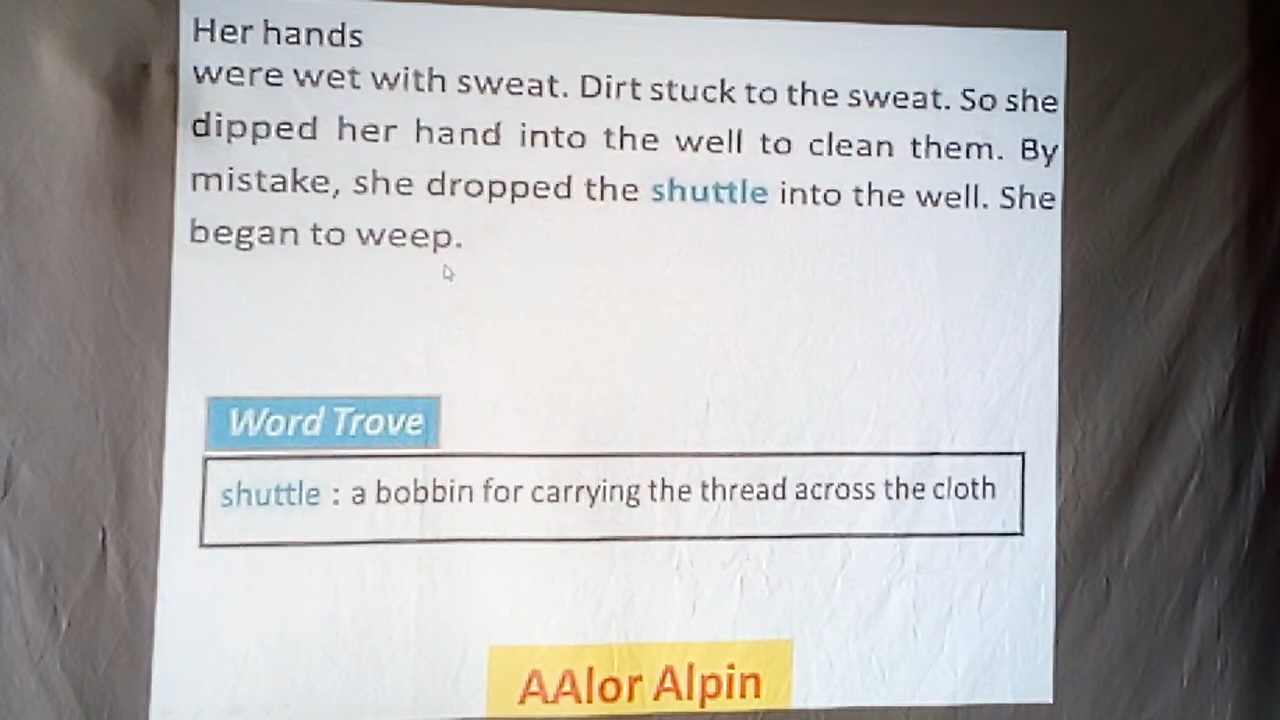 Her hands
were wet with sweat. Dirt stuck to the sweat. So she
dipped her hand into the well to clean them. By
mistake, she dropped the shuttle into the well. She
began to weep.
Word Trove
shuttle : a bobbin for carrying the thread across the cloth
AAlor Alpin